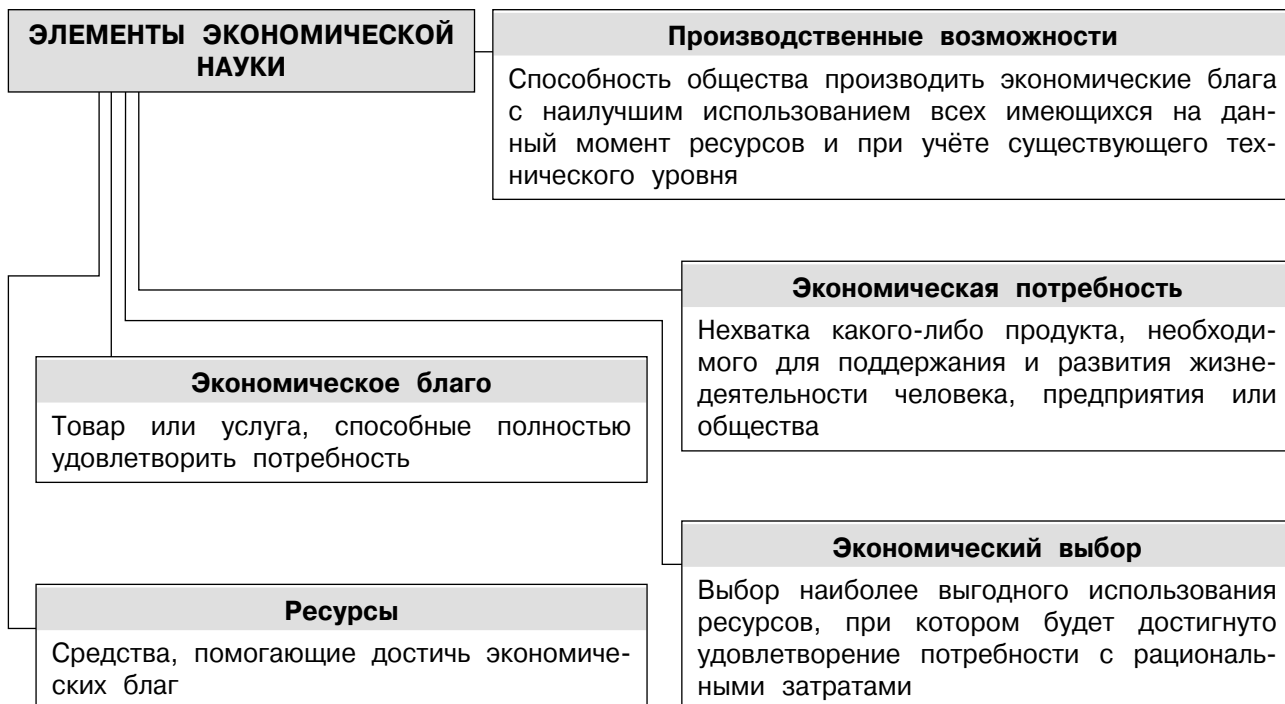 ЭЛЕМЕНТЫ ЭКОНОМИЧЕСКОЙ
НАУКИ
Производственные возможности
Способность общества производить экономические блага
с наилучшим использованием всех имеющихся на дан-
ный момент ресурсов и при учёте существующего тех-
нического уровня
Экономическая потребность
Нехватка какого-либо продукта, необходи-
мого для поддержания и развития жизне-
деятельности человека, предприятия или
общества
Экономическое благо
Товар или услуга, способные полностью
удовлетворить потребность
Экономический выбор
Выбор наиболее выгодного использования
ресурсов, при котором будет достигнуто
удовлетворение потребности с рациональ-
ными затратами
Ресурсы
Средства, помогающие достичь экономиче-
ских благ